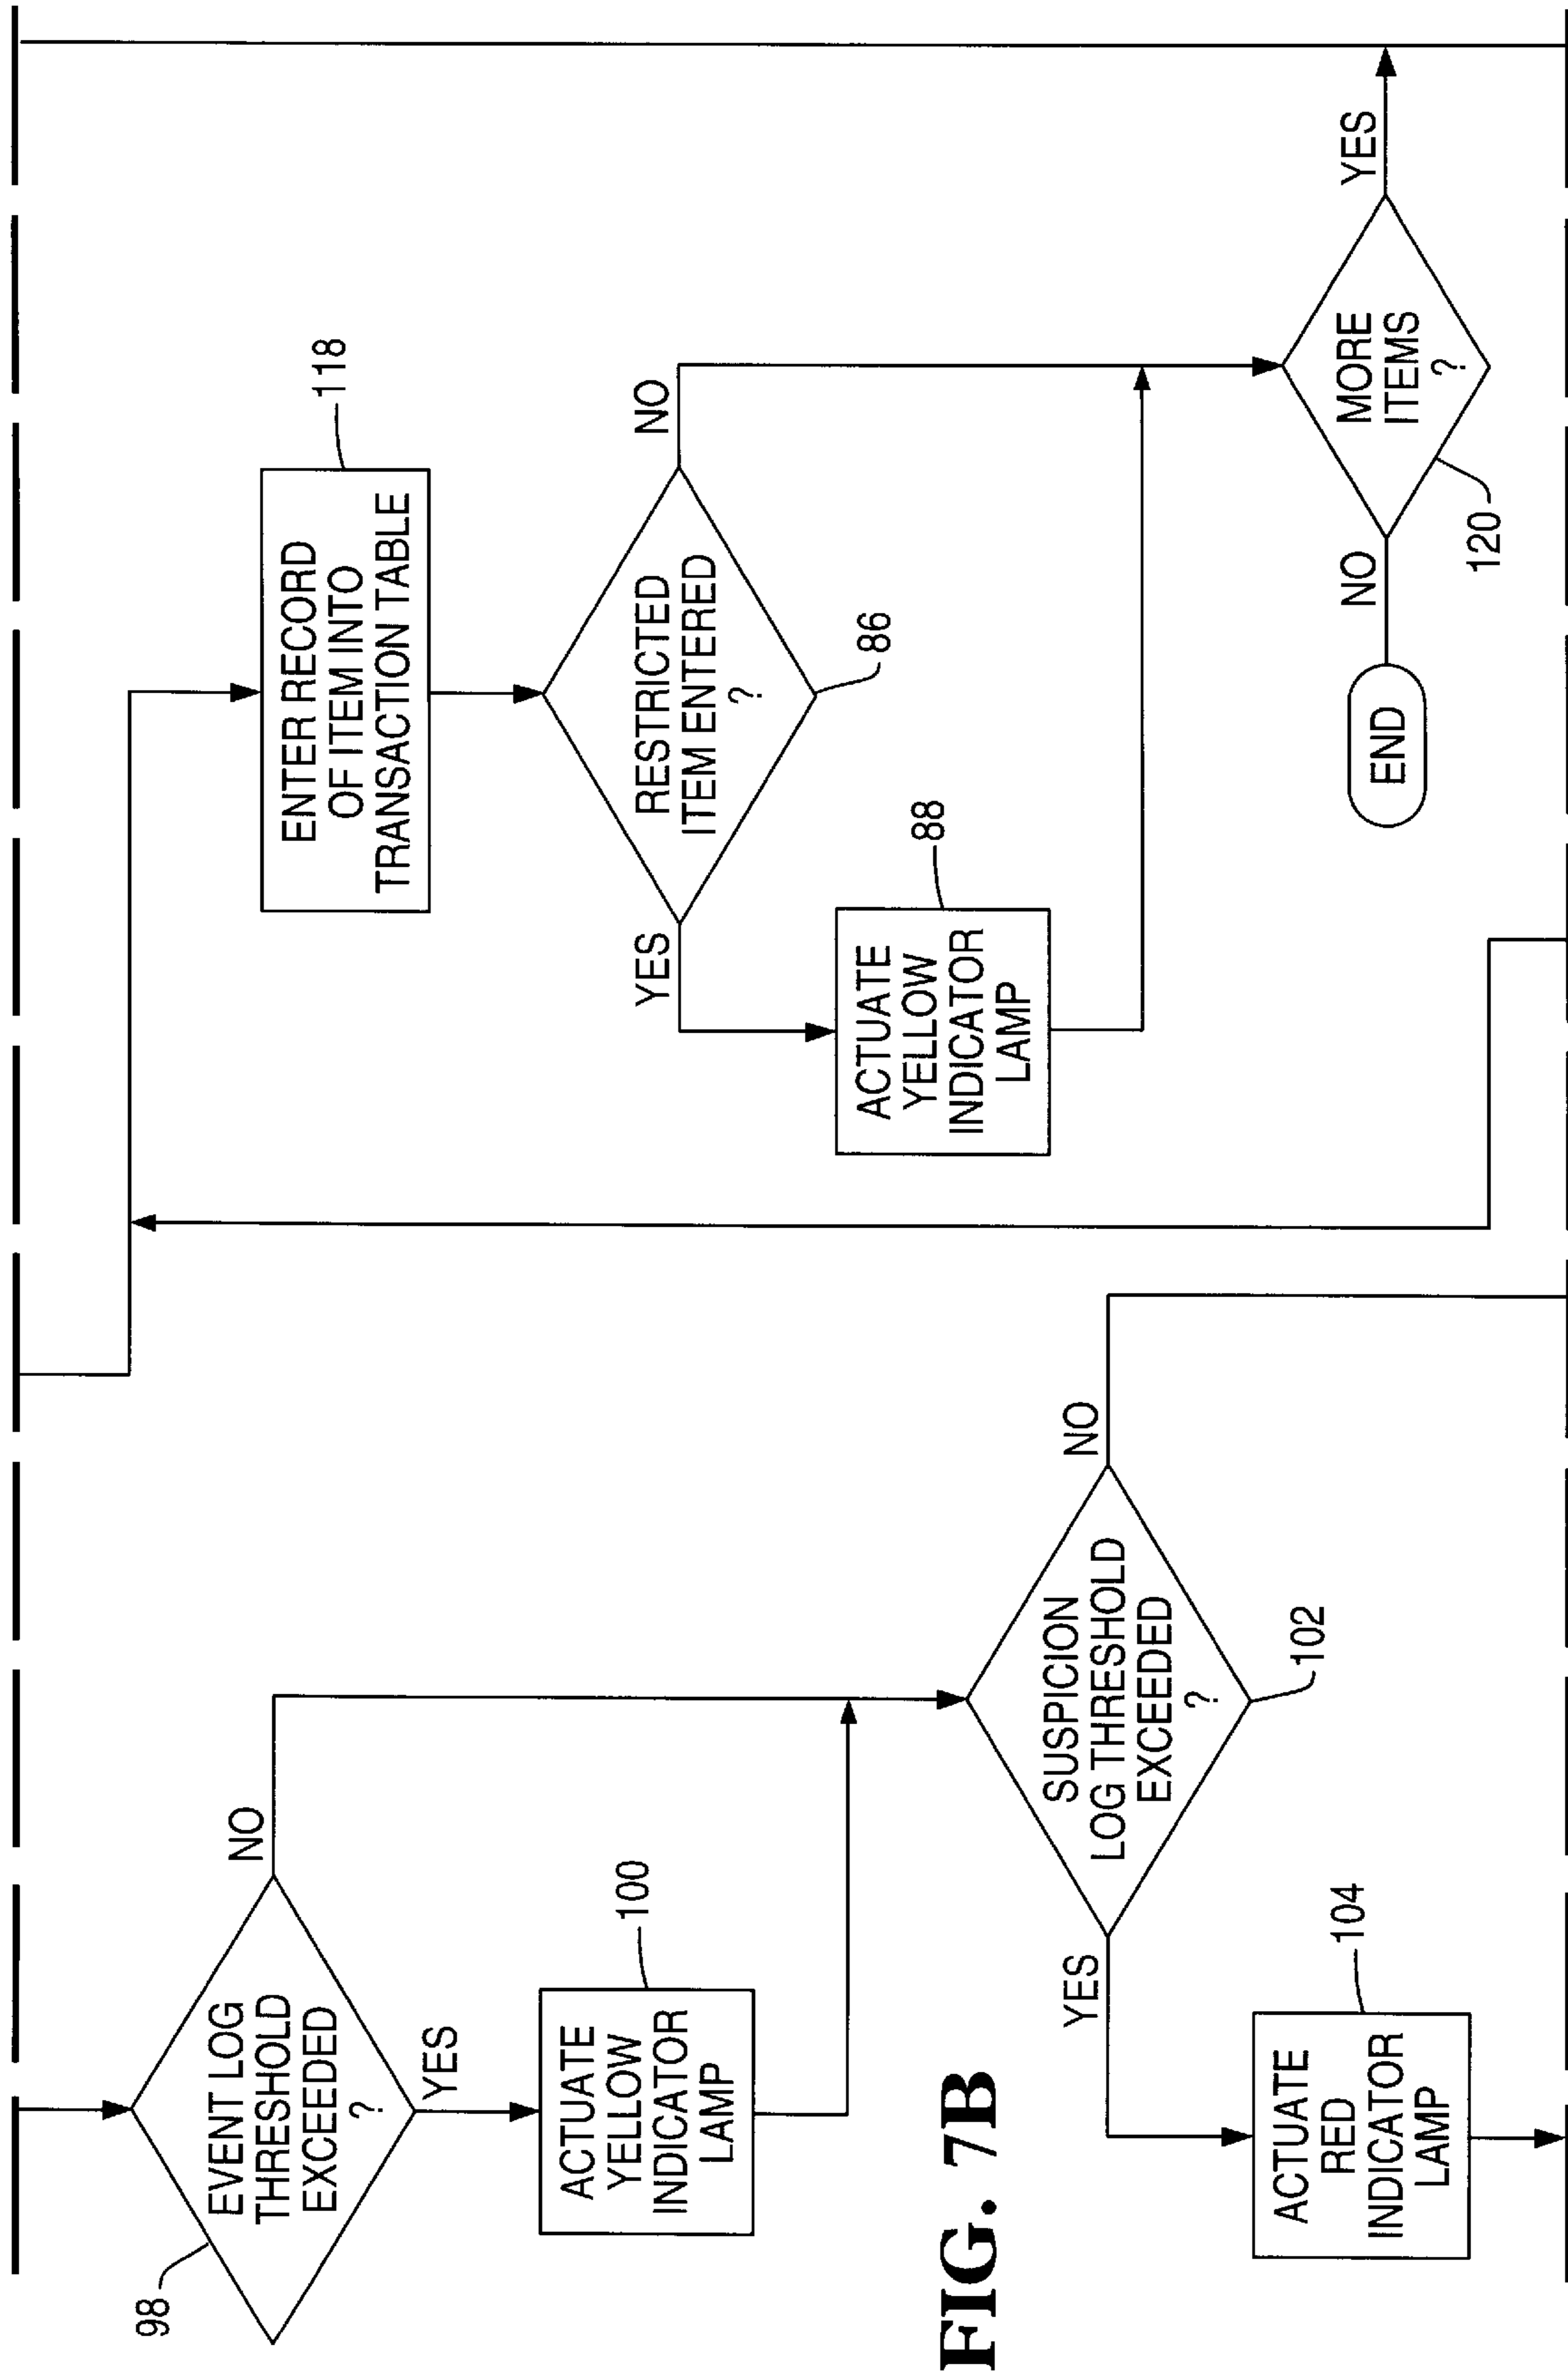 98
EVENT LOG
THRESHOLD
EXCEEDED
?
NO
YES
100
ACTUATE
YELLOW
INDICATOR
LAMP
SUSPICION
LOG THRESHOLD
EXCEEDED
?
102
NO
YES
104
ACTUATE
RED
INDICATOR
LAMP
118
ENTER RECORD
OF ITEM INTO
TRANSACTION TABLE
RESTRICTED
ITEM ENTERED
?
86
NO
YES
88
ACTUATE
YELLOW
INDICATOR
LAMP
MORE
ITEMS
?
120
YES
NO
END
FIG. 7B